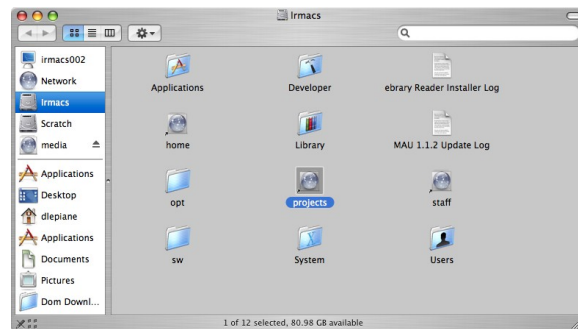 Irmacs
irmacs002
Network
Irmacs
Scratch
media
Applications
Desktop
dlepiane
Applications
Documents
Pictures
Dom Downl...
Applications
Developer
ebrary Reader Installer Log
home
Library
MAU 1.1.2 Update Log
opt
projects
staff
sw
System
Users
1 of 12 selected, 80.98 GB available